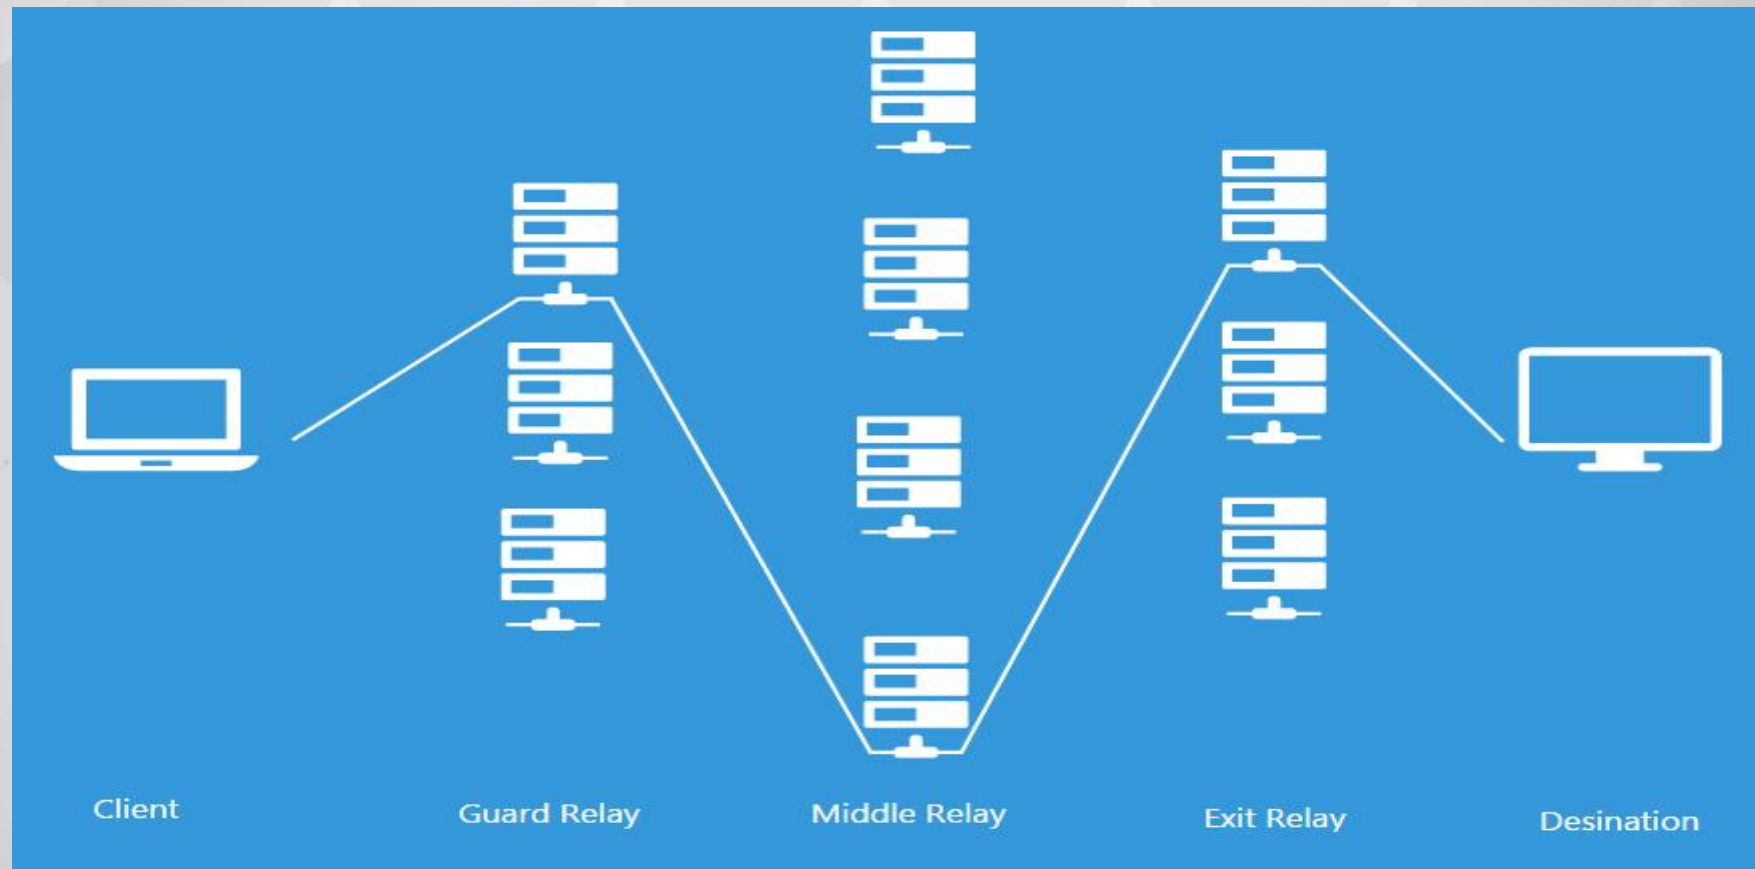 Client
Guard Relay
Middle Relay
Exit Relay
Desination